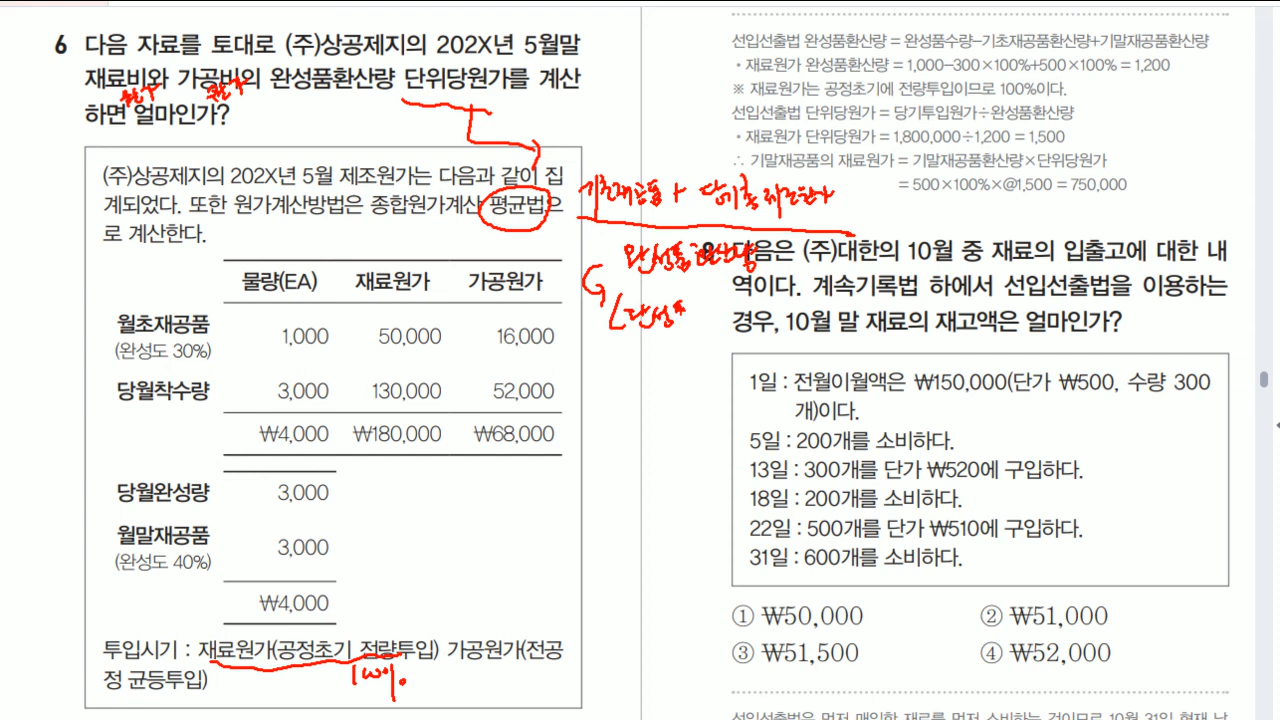 6 다음 자료를 토대로 (주)상공제지의 202X년 5월말
재료비와 가공비의 완성품환산량 단위당원가를 계산
원가 원가
하면 얼마인가?
(주)상공제지의 202X년 5월 제조원가는 다음과 같이 집
계되었다. 또한 원가계산방법은 종합원가계산 평균법으
로 계산한다.
물량(EA) 재료원가 가공원가
월초재공품 1,000 50,000 16,000
(완성도 30%)
당월착수량 3,000 130,000 52,000
₩4,000 ₩180,000 ₩68,000
당월완성량 3,000
월말재공품 3,000
(완성도 40%)
₩4,000
투입시기 : 재료원가(공정초기 전량투입) 가공원가(전공
정 균등투입)
100%
기초재공품 + 당기총제조원가
완성품환산량
선입선출법 완성품환산량 = 완성품수량-기초재공품환산량+기말재공품환산량
• 재료원가 완성품환산량 = 1,000-300×100%+500×100% = 1,200
※ 재료원가는 공정초기에 전량투입이므로 100%이다.
선입선출법 단위당원가 = 당기투입원가÷완성품환산량
• 재료원가 단위당원가 = 1,800,000÷1,200 = 1,500
∴ 기말재공품의 재료원가 = 기말재공품환산량×단위당원가
= 500×100%×@1,500 = 750,000
8 다음은 (주)대한의 10월 중 재료의 입출고에 대한 내
역이다. 계속기록법 하에서 선입선출법을 이용하는
경우, 10월 말 재료의 재고액은 얼마인가?
1일 : 전월이월액은 ₩150,000(단가 ₩500, 수량 300
개)이다.
5일 : 200개를 소비하다.
13일 : 300개를 단가 ₩520에 구입하다.
18일 : 200개를 소비하다.
22일 : 500개를 단가 ₩510에 구입하다.
31일 : 600개를 소비하다.
① ₩50,000 ② ₩51,000
③ ₩51,500 ④ ₩52,000